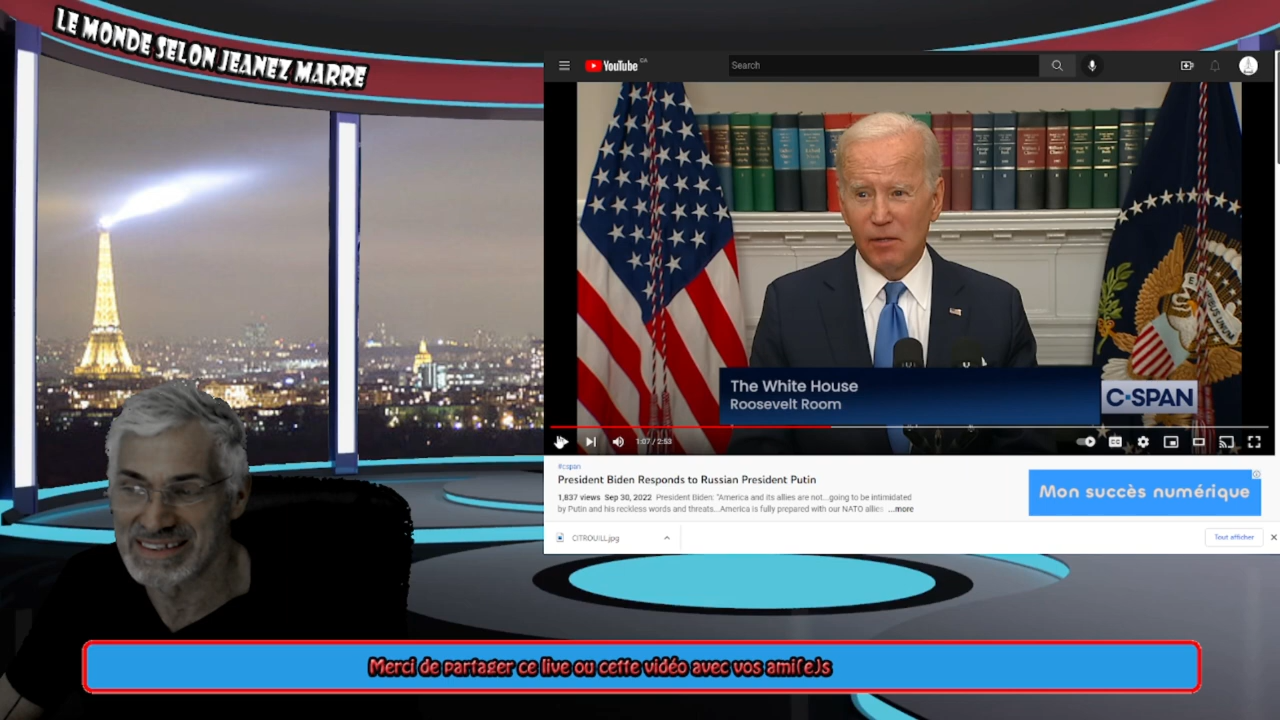 LE MONDE SELON JEANEZ MARRE
YouTube CA
Search
The White House
Roosevelt Room
C-SPAN
E PLURIBUS UNUM
1:07 / 2:53
CC
#cspan
President Biden Responds to Russian President Putin
1,837 views Sep 30, 2022 President Biden: "America and its allies are not...going to be intimidated
by Putin and his reckless words and threats...America is fully prepared with our NATO allies ...more
Mon succès numérique
CITROUILL.jpg
Tout afficher
Merci de partager ce live ou cette vidéo avec vos ami(e)s